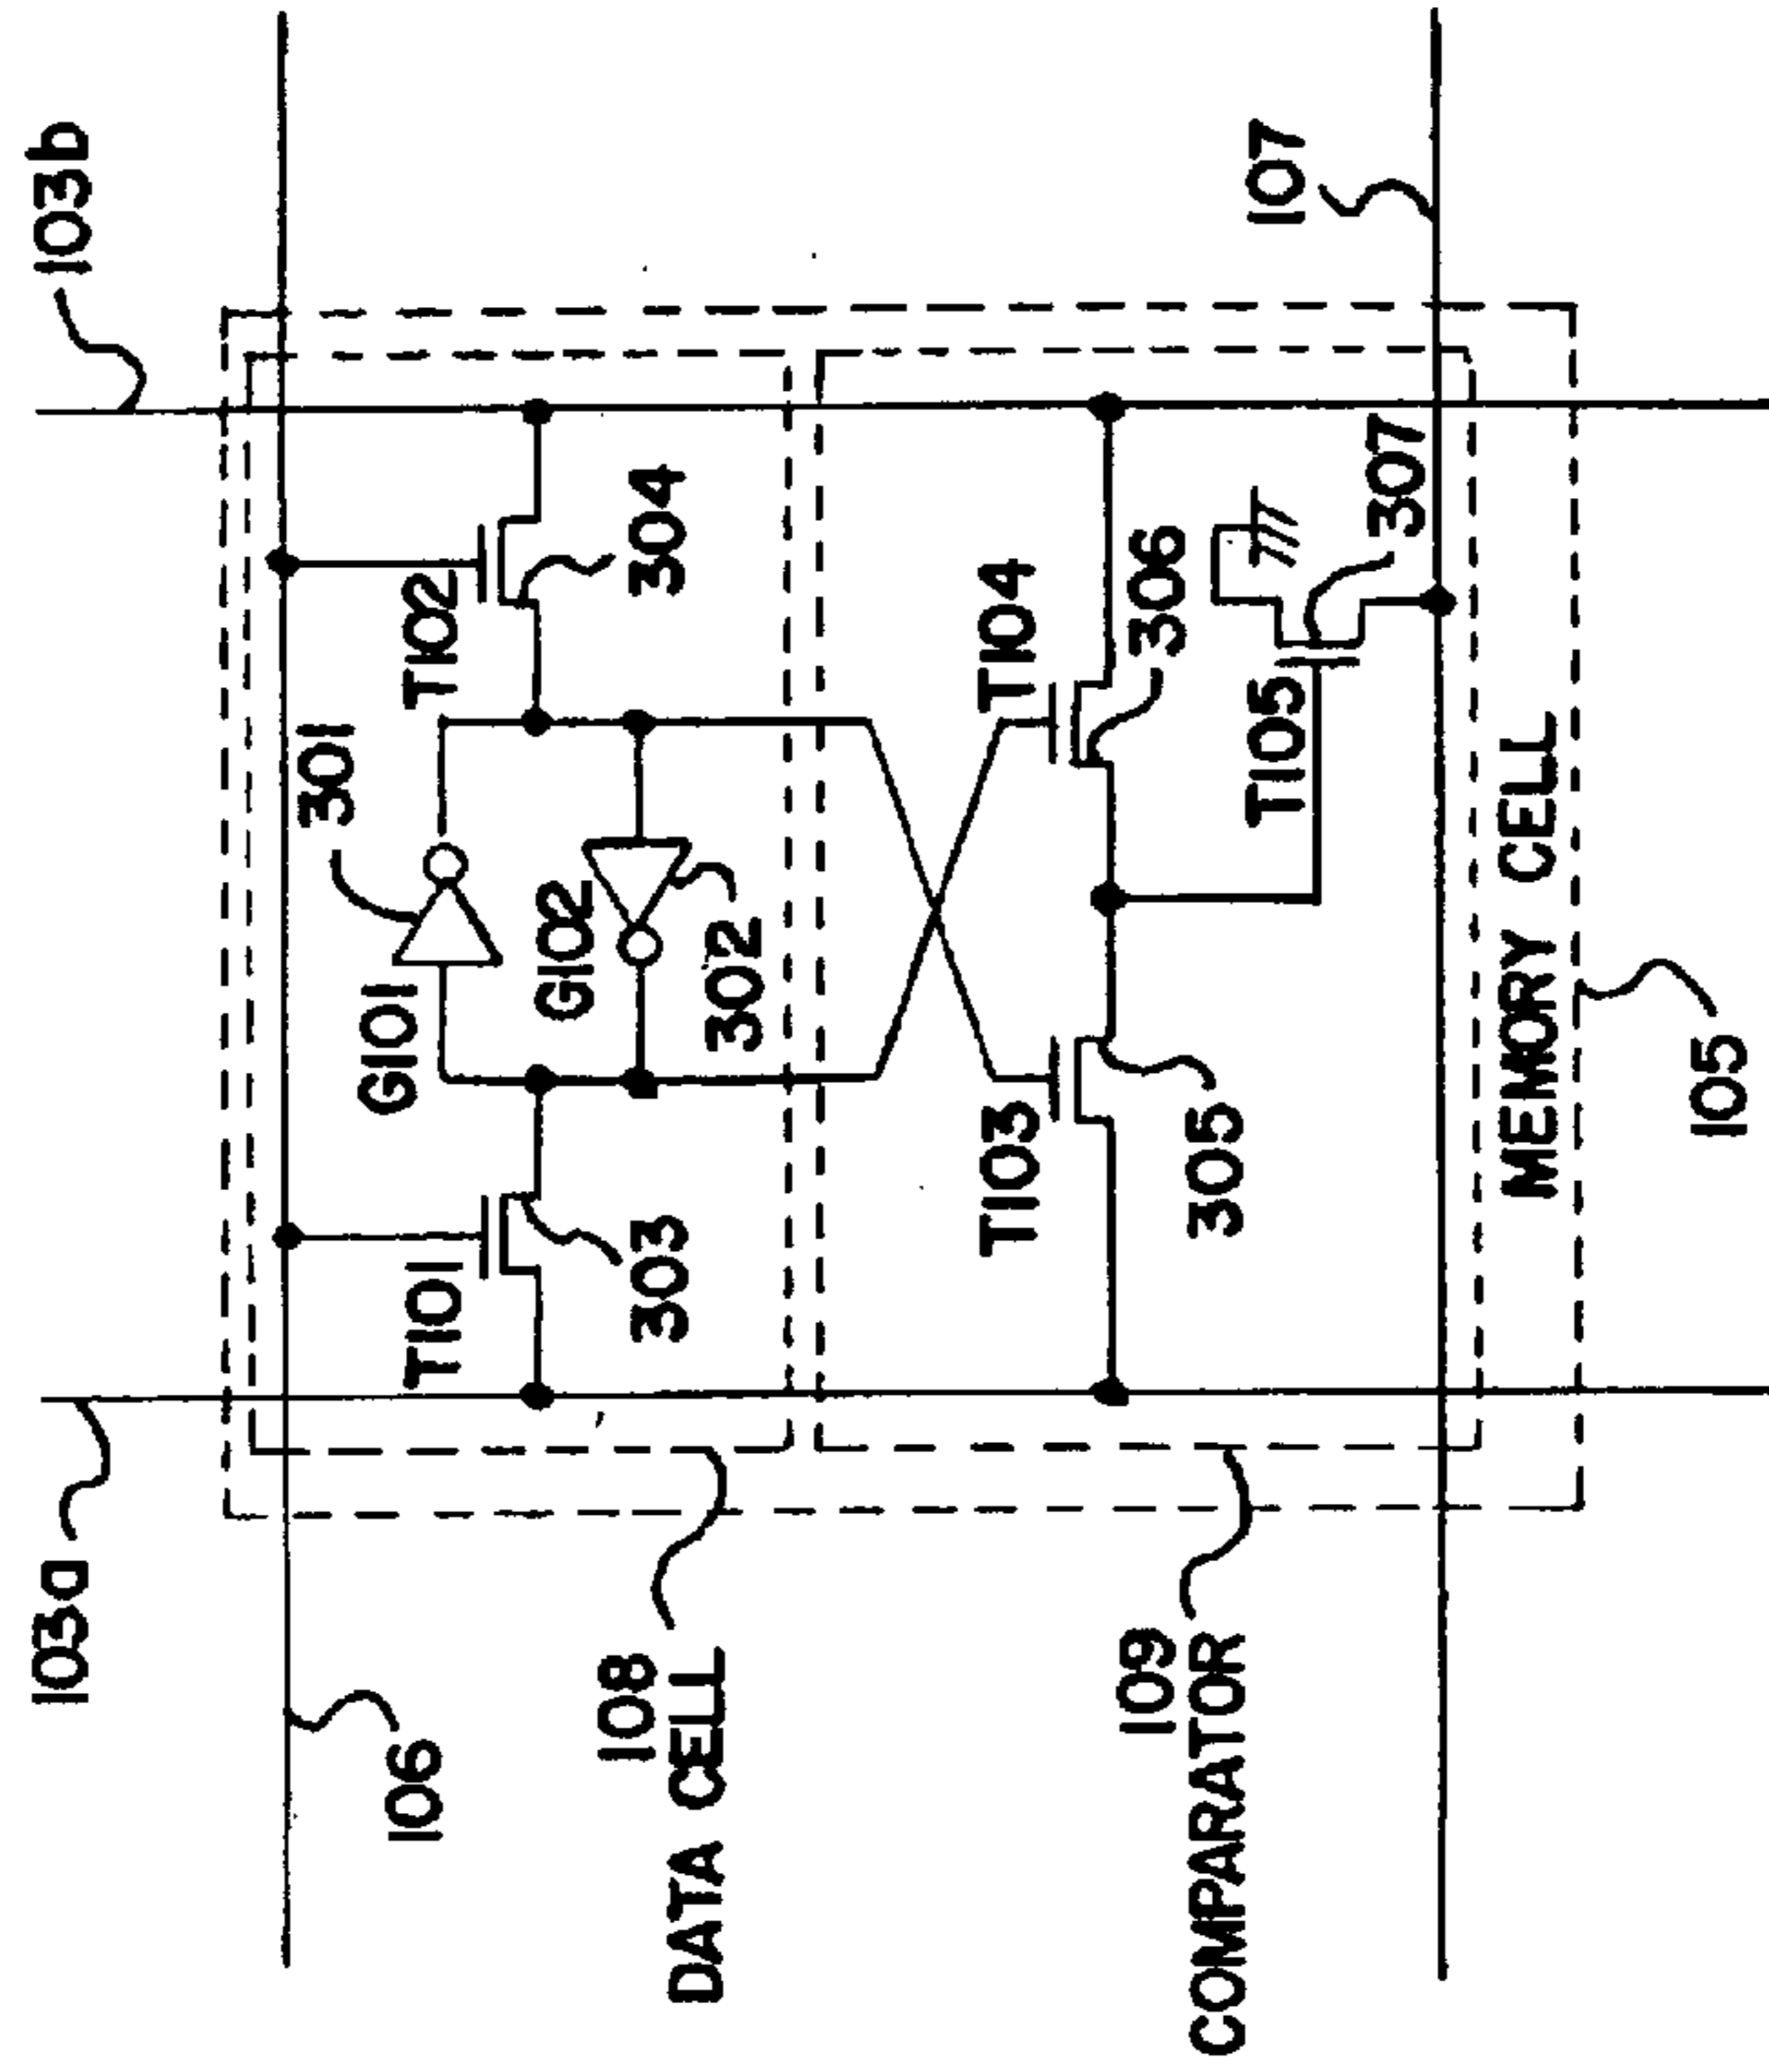 103a
103b
301
G101
106
T101
T102
G102
108
DATA CELL
303
304
302
T103
T104
109
COMPARATOR
306
305
T105
107
307
MEMORY CELL
105